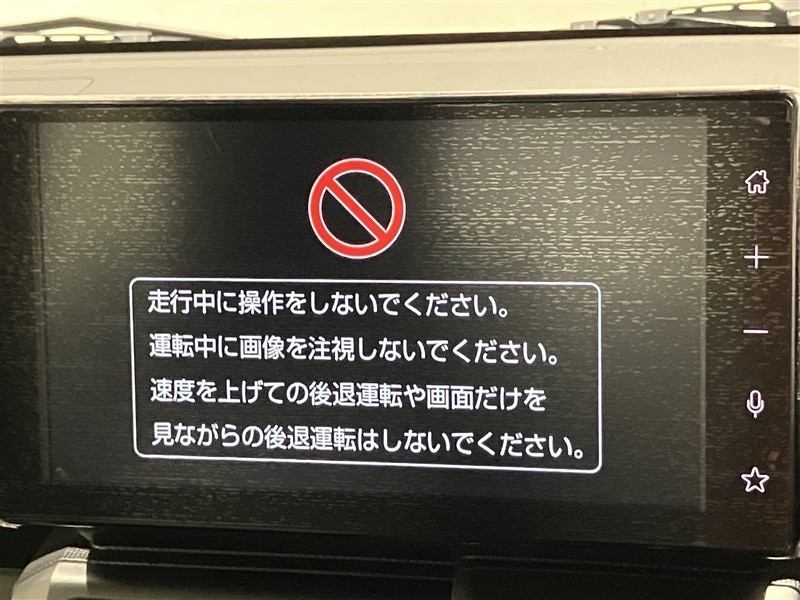 走行中に操作をしないでください。
運転中に画像を注視しないでください。
速度を上げての後退運転や画面だけを
見ながらの後退運転はしないでください。